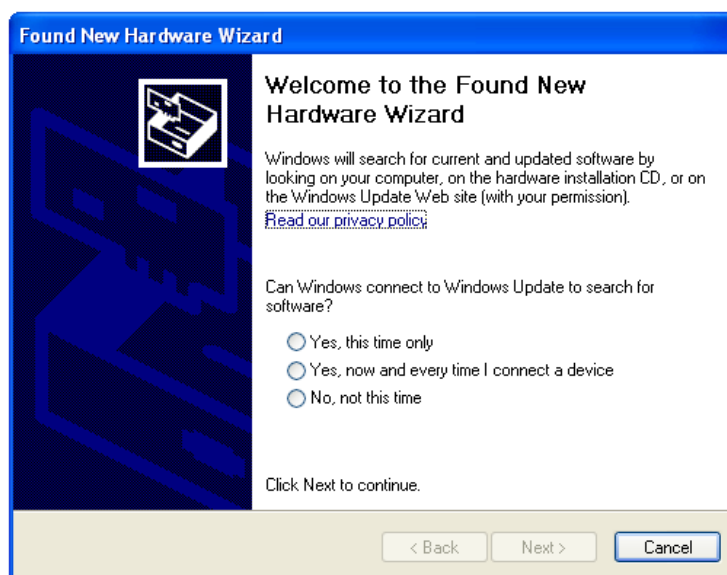 Found New Hardware Wizard
Welcome to the Found New
Hardware Wizard
Windows will search for current and updated software by
looking on your computer, on the hardware installation CD, or on
the Windows Update Web site (with your permission).
Read our privacy policy
Can Windows connect to Windows Update to search for
software?
Yes, this time only
Yes, now and every time I connect a device
No, not this time
Click Next to continue.
< Back
Next >
Cancel